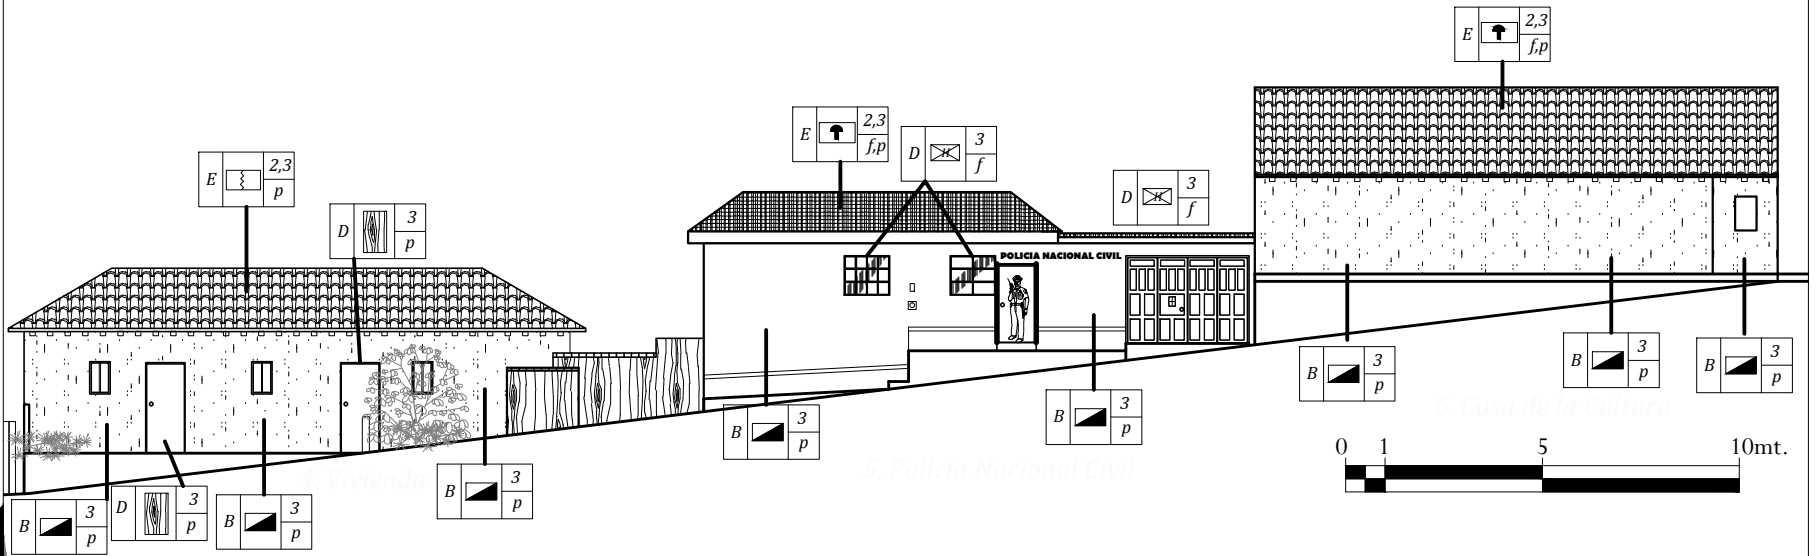 E 2,3 f,p
E 2,3 f,p
D 3 f
E 2,3 p
D 3 f
D 3 p
POLICIA NACIONAL CIVIL
B 3 p
B 3 p
B 3 p
B 3 p
B 3 p
6. Casa de la Cultura
0 1 5 10mt.
5. Policia Nacional Civil
4. Vivienda
B 3 p
B 3 p
D 3 p
B 3 p